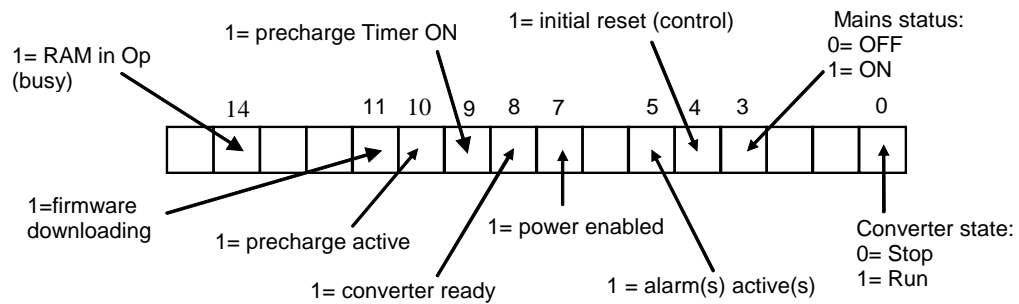 1= initial reset (control)
Mains status:
0= OFF
1= ON
1= precharge Timer ON
1= RAM in Op
(busy)
14 11 10 9 8 7 5 4 3 0
1=firmware
downloading
1= precharge active
1= converter ready
1= power enabled
1 = alarm(s) active(s)
Converter state:
0= Stop
1= Run